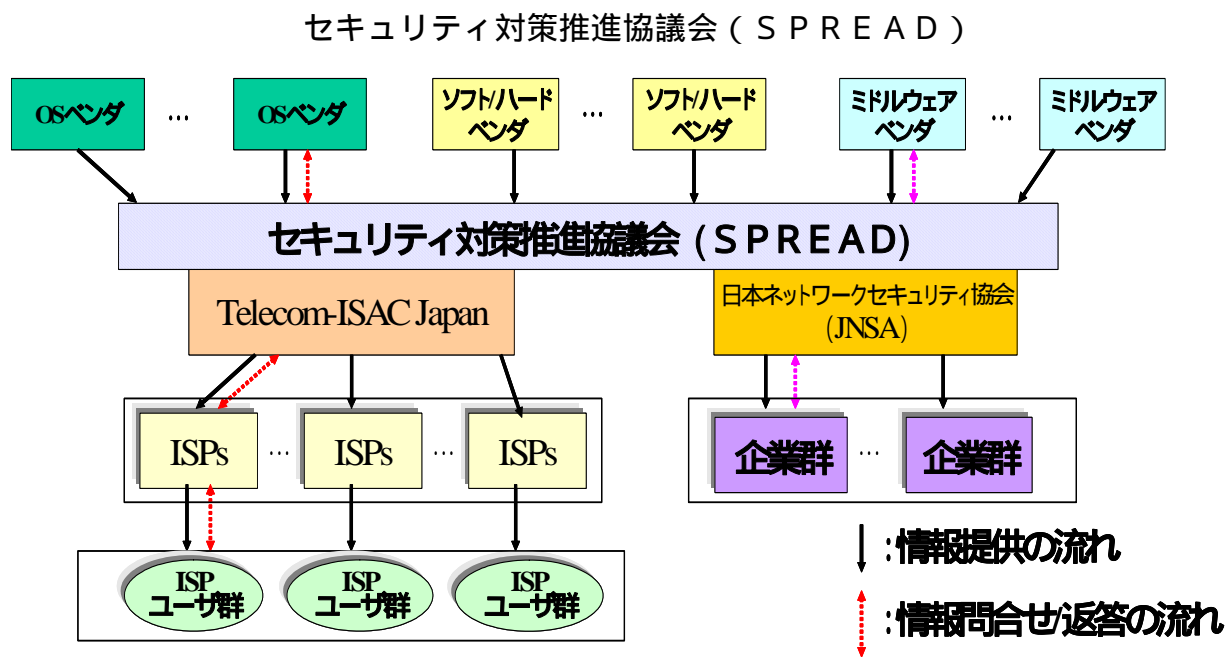 セキュリティ対策推進協議会（ＳＰＲＥＡＤ）
OSベンダ
…
OSベンダ
ソフト/ハード
ベンダ
…
ソフト/ハード
ベンダ
ミドルウェア
ベンダ
…
ミドルウェア
ベンダ
セキュリティ対策推進協議会（ＳＰＲＥＡＤ）
Telecom-ISAC Japan
日本ネットワークセキュリティ協会
(JNSA)
ISPs
…
ISPs
…
ISPs
企業群
…
企業群
ISP
ユーザ群
ISP
ユーザ群
ISP
ユーザ群
:情報提供の流れ
:情報問合せ/返答の流れ